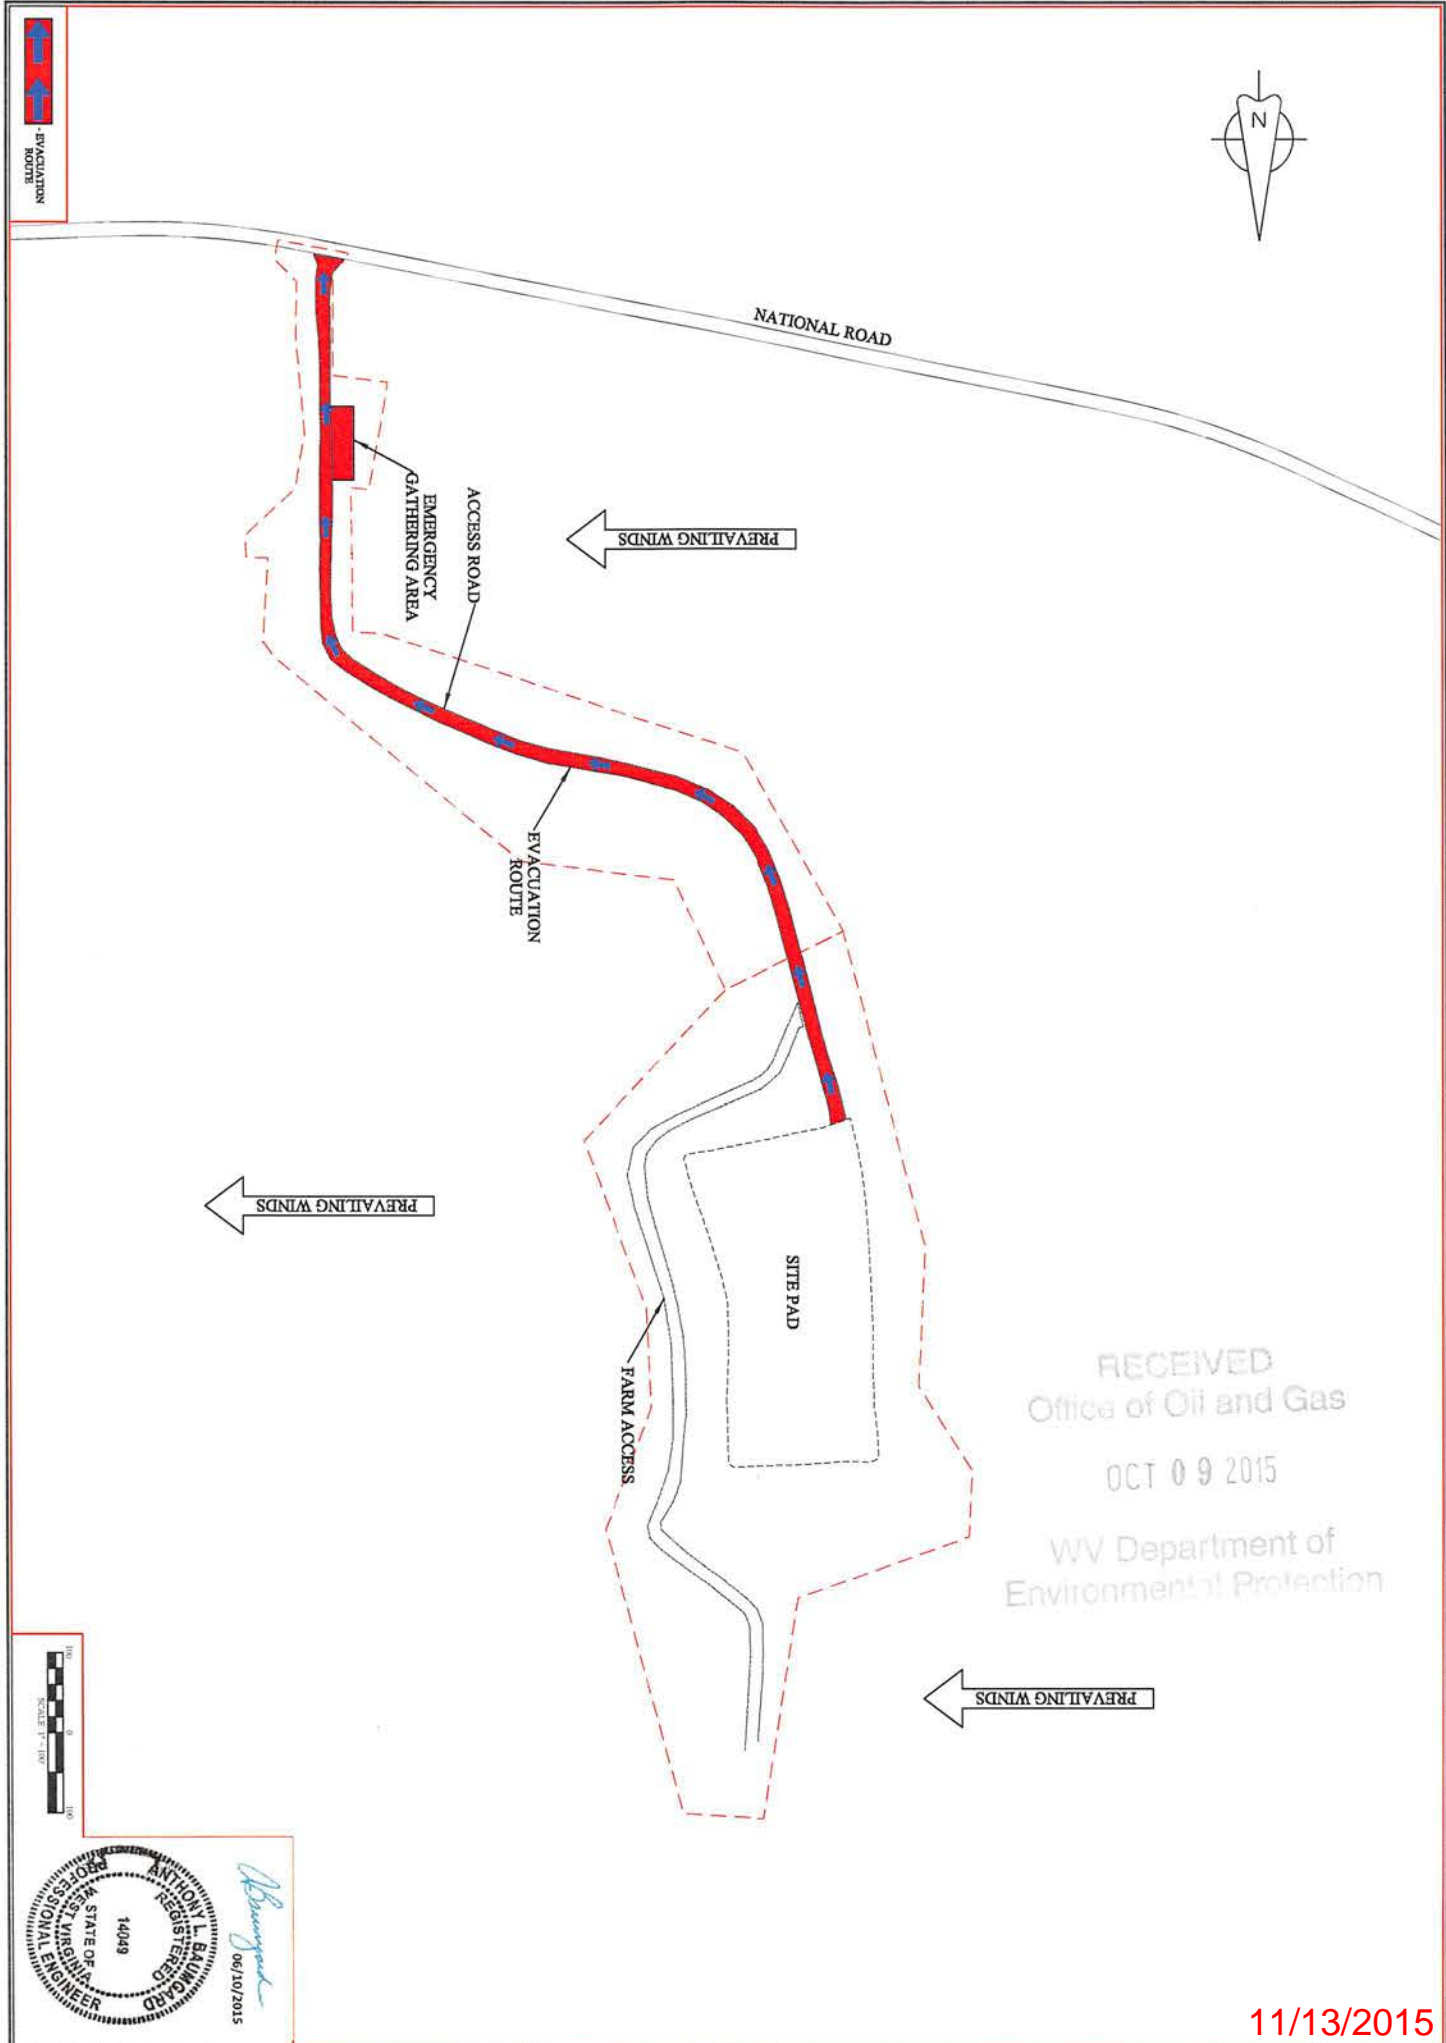 - EVACUATION
ROUTE
N
NATIONAL ROAD
PREVAILING WINDS
ACCESS ROAD
EMERGENCY
GATHERING AREA
EVACUATION
ROUTE
PREVAILING WINDS
SITE PAD
FARM ACCESS
RECEIVED
Office of Oil and Gas
OCT 09 2015
WV Department of
Environmental Protection
PREVAILING WINDS
100 0 100
SCALE 1" = 100'
ANTHONY L. BAUMGARD
REGISTERED
14049
STATE OF
WEST VIRGINIA
PROFESSIONAL ENGINEER
ABaumgard
06/10/2015
11/13/2015